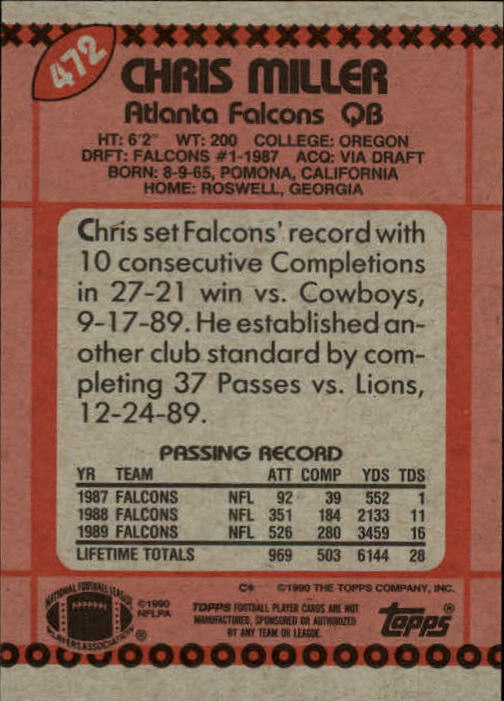 472
CHRIS MILLER
Atlanta Falcons QB
HT: 6'2" WT: 200 COLLEGE: OREGON
DRFT: FALCONS #1-1987 ACQ: VIA DRAFT
BORN: 8-9-65, POMONA, CALIFORNIA
HOME: ROSWELL, GEORGIA
Chris set Falcons' record with
10 consecutive Completions
in 27-21 win vs. Cowboys,
9-17-89. He established an-
other club standard by com-
pleting 37 Passes vs. Lions,
12-24-89.
PASSING RECORD
YR TEAM ATT COMP YDS TDS
1987 FALCONS NFL 92 39 552 1
1988 FALCONS NFL 351 184 2133 11
1989 FALCONS NFL 526 280 3459 16
LIFETIME TOTALS 969 503 6144 28
NATIONAL FOOTBALL LEAGUE
PLAYERS ASSOCIATION ®
©1990
NFLPA
C* ©1990 THE TOPPS COMPANY, INC.
TOPPS FOOTBALL PLAYER CARDS ARE NOT
MANUFACTURED, SPONSORED OR AUTHORIZED
BY ANY TEAM OR LEAGUE.
Topps®